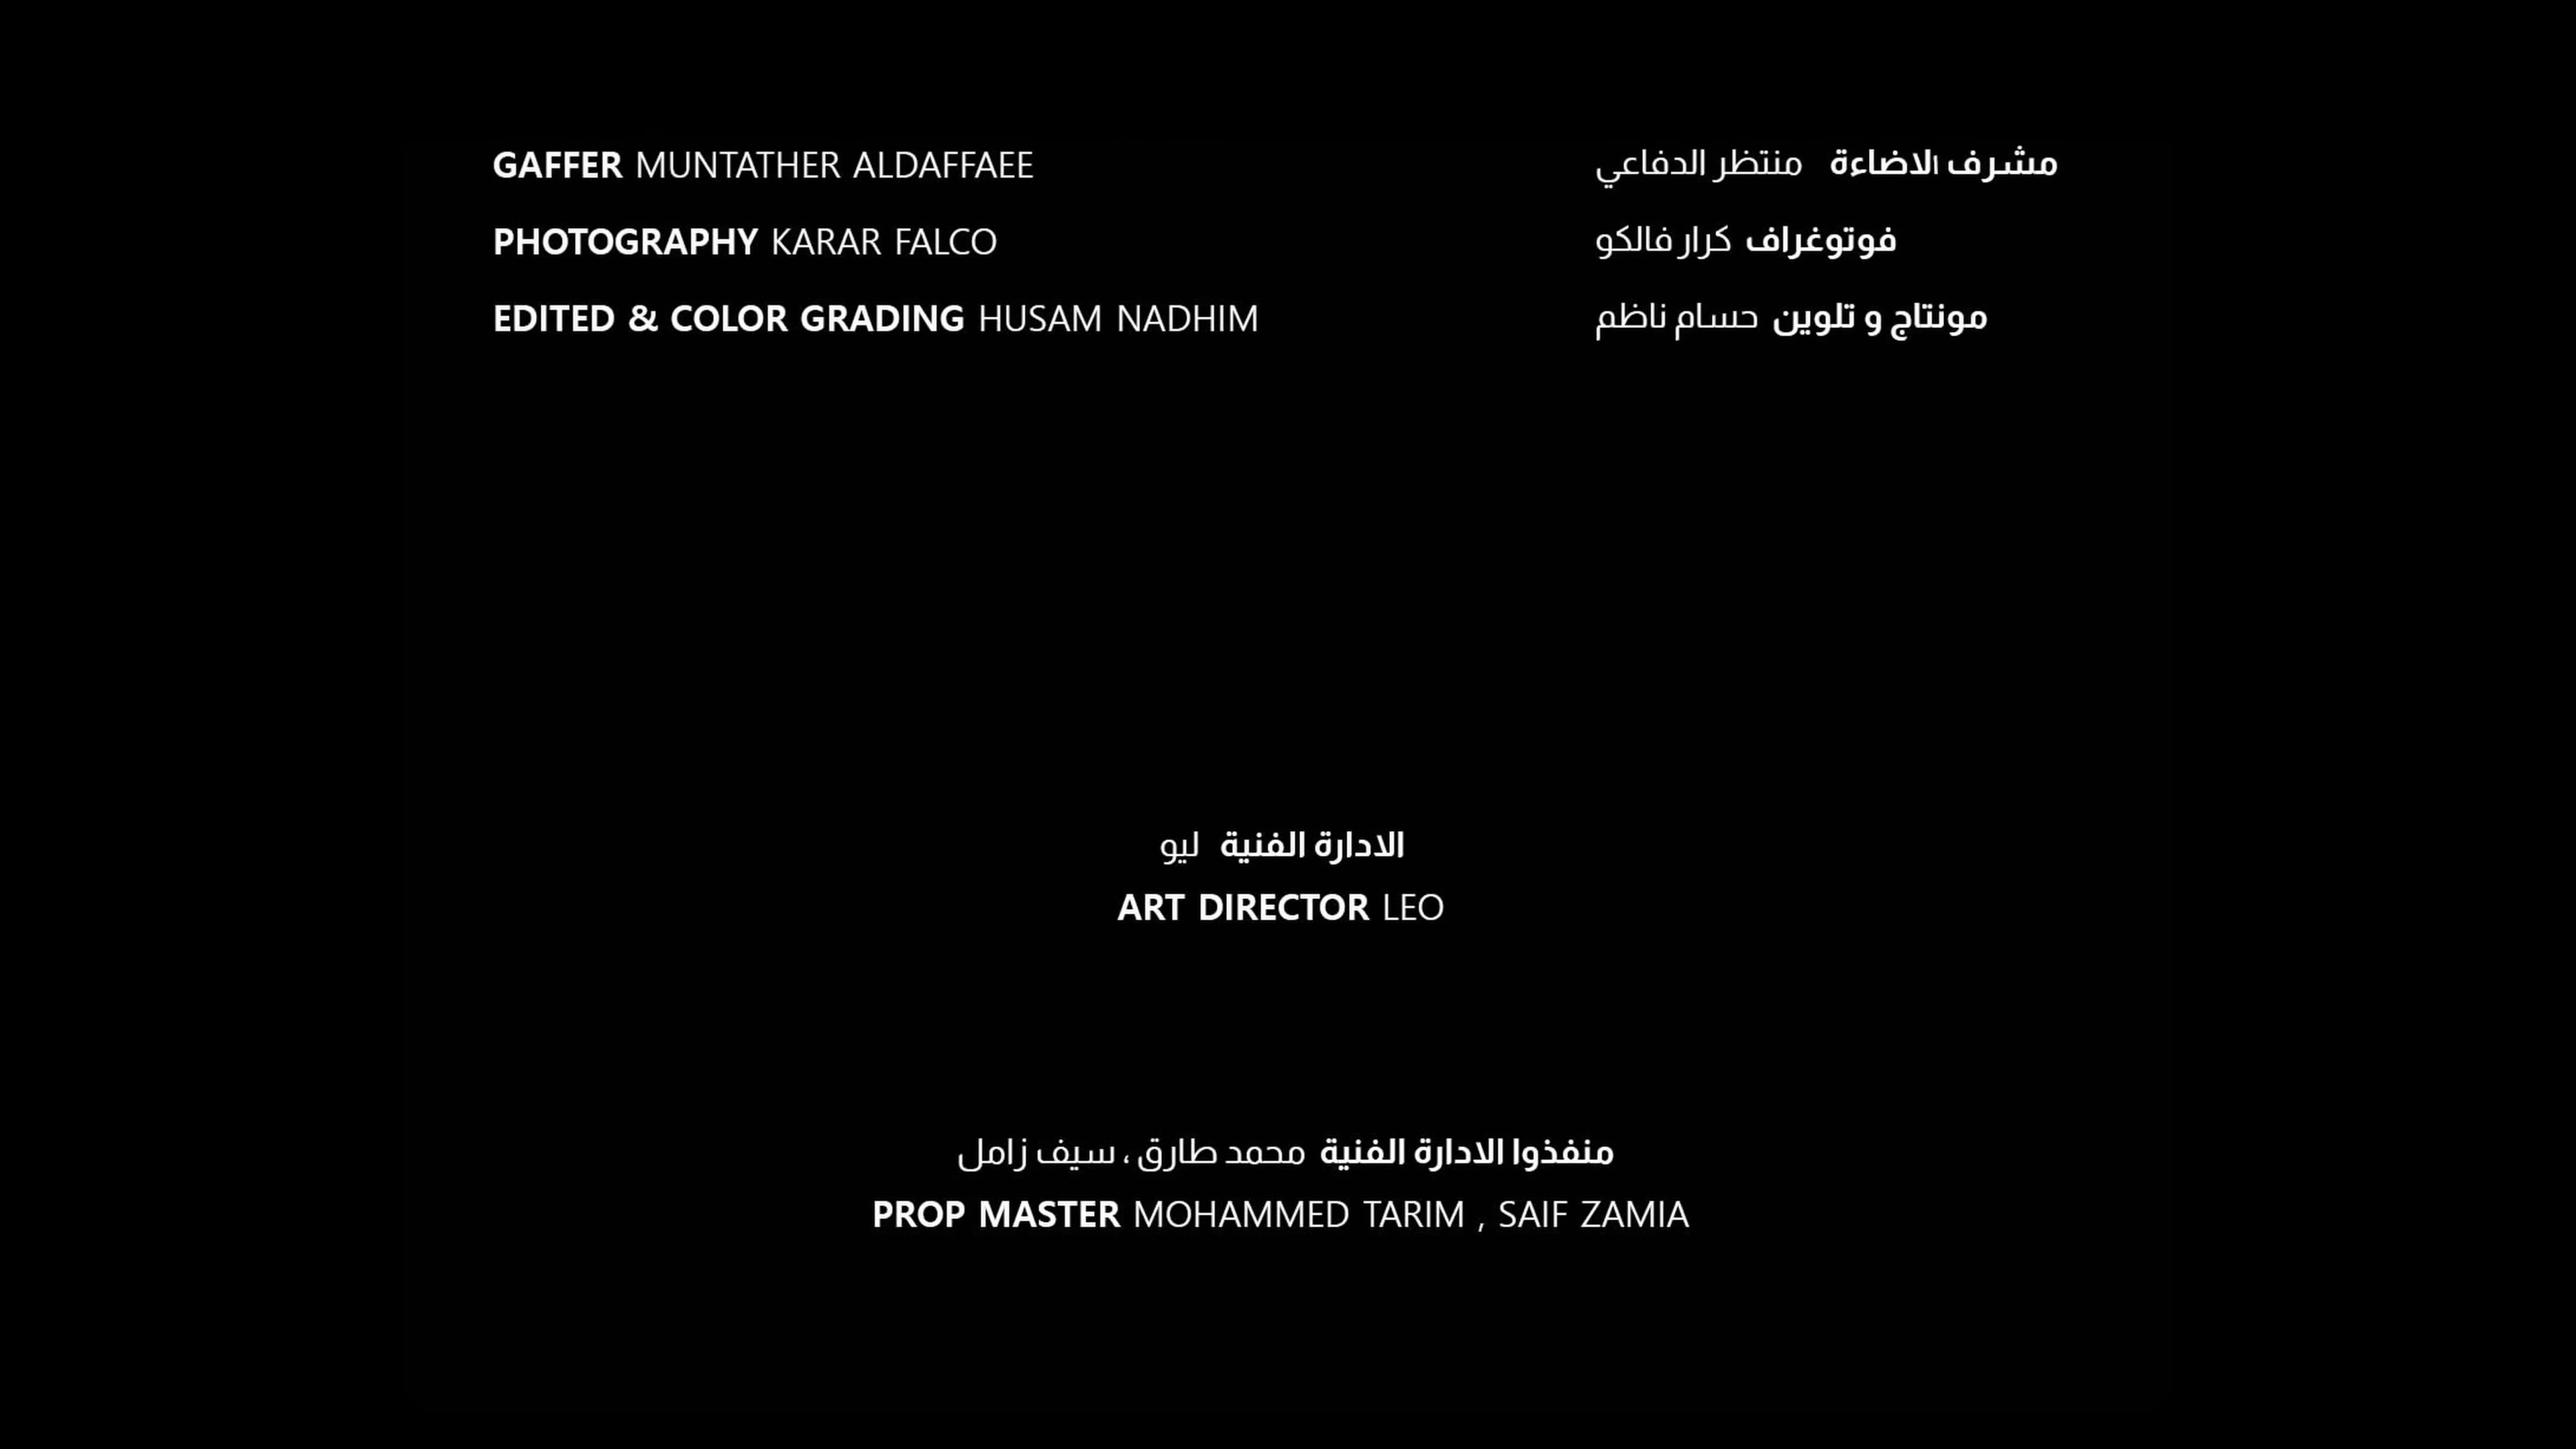 GAFFER MUNTATHER ALDAFFAEE
مشرف الاضاءة منتظر الدفاعي
PHOTOGRAPHY KARAR FALCO
فوتوغراف كرار فالكو
EDITED & COLOR GRADING HUSAM NADHIM
مونتاج و تلوين حسام ناظم
الادارة الفنية ليو
ART DIRECTOR LEO
منفذوا الادارة الفنية محمد طارق ، سيف زامل
PROP MASTER MOHAMMED TARIM , SAIF ZAMIA